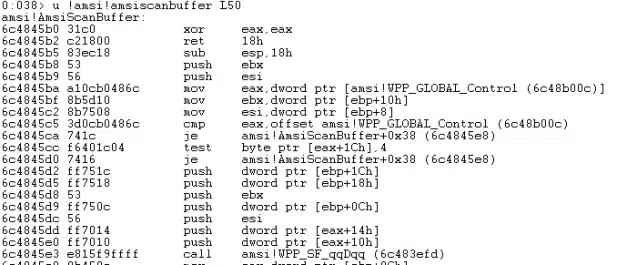 0:038> u !amsi!amsiscanbuffer L50
amsi!AmsiScanBuffer:
6c4845b0 31c0 xor eax,eax
6c4845b2 c21800 ret 18h
6c4845b5 83ec18 sub esp,18h
6c4845b8 53 push ebx
6c4845b9 56 push esi
6c4845ba a10cb0486c mov eax,dword ptr [amsi!WPP_GLOBAL_Control (6c48b00c)]
6c4845bf 8b5d10 mov ebx,dword ptr [ebp+10h]
6c4845c2 8b7508 mov esi,dword ptr [ebp+8]
6c4845c5 3d0cb0486c cmp eax,offset amsi!WPP_GLOBAL_Control (6c48b00c)
6c4845ca 741c je amsi!AmsiScanBuffer+0x38 (6c4845e8)
6c4845cc f6401c04 test byte ptr [eax+1Ch],4
6c4845d0 7416 je amsi!AmsiScanBuffer+0x38 (6c4845e8)
6c4845d2 ff751c push dword ptr [ebp+1Ch]
6c4845d5 ff7518 push dword ptr [ebp+18h]
6c4845d8 53 push ebx
6c4845d9 ff750c push dword ptr [ebp+0Ch]
6c4845dc 56 push esi
6c4845dd ff7014 push dword ptr [eax+14h]
6c4845e0 ff7010 push dword ptr [eax+10h]
6c4845e3 e815f9ffff call amsi!WPP_SF_qqDqq (6c483efd)